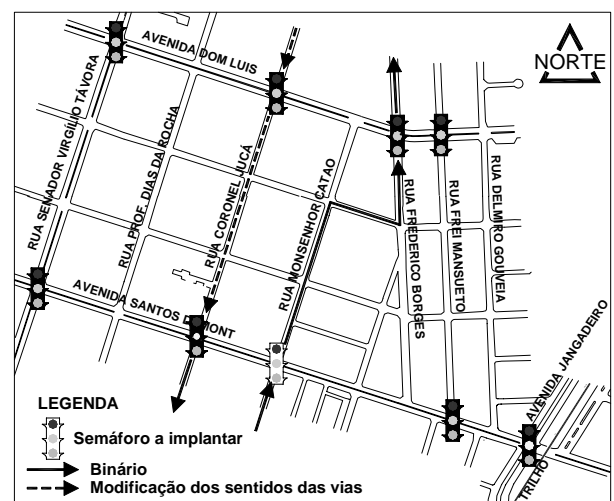 AVENIDA DOM LUIS
NORTE
RUA SENADOR VIRGÍLIO TÁVORA
RUA PROF. DIAS DA ROCHA
RUA CORONEL JUCÁ
RUA MONSENHOR CATAO
RUA FREDERICO BORGES
RUA FREI MANSUETO
RUA DELMIRO GOUVEIA
AVENIDA SANTOS DUMONT
AVENIDA JANGADEIRO
TRILHO
LEGENDA
Semáforo a implantar
Binário
Modificação dos sentidos das vias